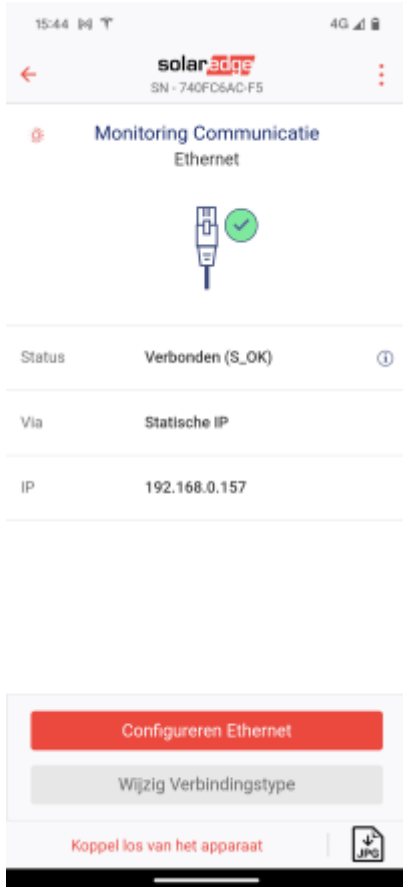 15:44
4G
solaredge
SN - 740FC6AC-F5
Monitoring Communicatie
Ethernet
Status Verbonden (S_OK)
Via Statische IP
IP 192.168.0.157
Configureren Ethernet
Wijzig Verbindingstype
Koppel los van het apparaat
JPG